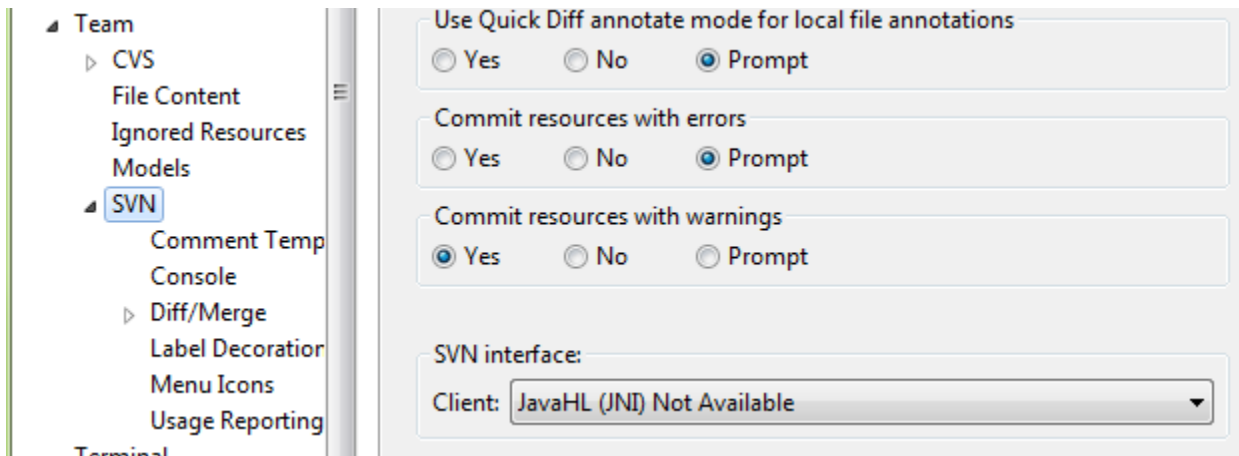 Team
CVS
File Content
Ignored Resources
Models
SVN
Comment Temp
Console
Diff/Merge
Label Decoration
Menu Icons
Usage Reporting
Terminal
Use Quick Diff annotate mode for local file annotations
Yes No Prompt
Commit resources with errors
Yes No Prompt
Commit resources with warnings
Yes No Prompt
SVN interface:
Client: JavaHL (JNI) Not Available